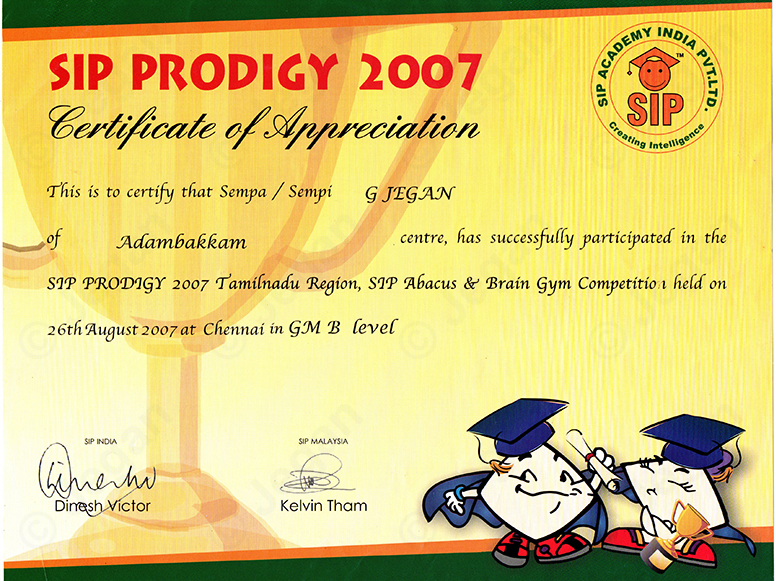 SIP PRODIGY 2007
Certificate of Appreciation
SIP ACADEMY INDIA PVT.LTD.
TM
SIP
Creating Intelligence
This is to certify that Sempa / Sempi G JEGAN
of Adambakkam centre, has successfully participated in the
SIP PRODIGY 2007 Tamilnadu Region, SIP Abacus & Brain Gym Competition held on
26th August 2007 at Chennai in GM B level
SIP INDIA
Dinesh Victor
SIP MALAYSIA
Kelvin Tham